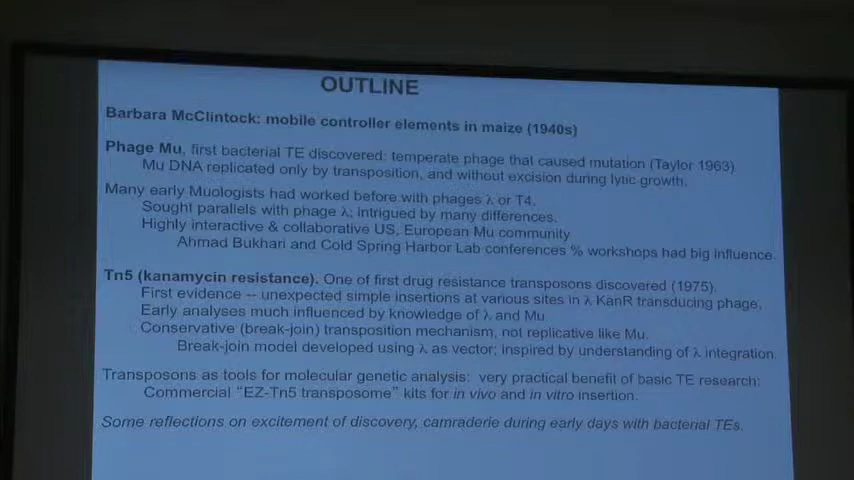 OUTLINE
Barbara McClintock: mobile controller elements in maize (1940s)
Phage Mu, first bacterial TE discovered: temperate phage that caused mutation (Taylor 1963)
Mu DNA replicated only by transposition, and without excision during lytic growth.
Many early Muologists had worked before with phages λ or T4.
Sought parallels with phage λ; intrigued by many differences.
Highly interactive & collaborative US, European Mu community
Ahmad Bukhari and Cold Spring Harbor Lab conferences % workshops had big influence.
Tn5 (kanamycin resistance). One of first drug resistance transposons discovered (1975).
First evidence -- unexpected simple insertions at various sites in λ KanR transducing phage,
Early analyses much influenced by knowledge of λ and Mu
Conservative (break-join) transposition mechanism, not replicative like Mu.
Break-join model developed using λ as vector; inspired by understanding of λ integration.
Transposons as tools for molecular genetic analysis: very practical benefit of basic TE research:
Commercial "EZ-Tn5 transposome" kits for in vivo and in vitro insertion.
Some reflections on excitement of discovery, camraderie during early days with bacterial TEs.